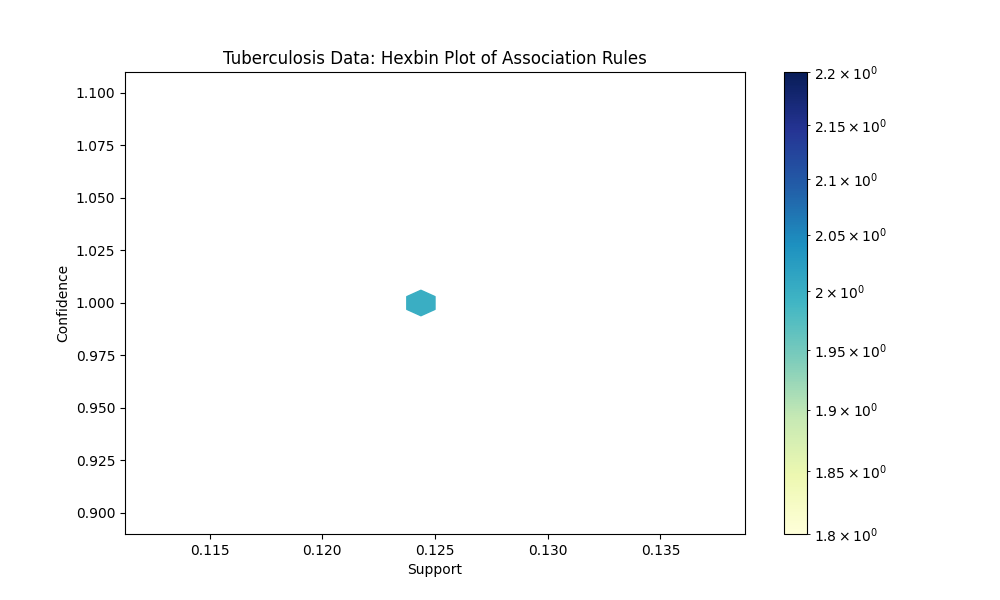 Tuberculosis Data: Hexbin Plot of Association Rules
1.100
1.075
1.050
1.025
1.000
0.975
0.950
0.925
0.900
Confidence
0.115 0.120 0.125 0.130 0.135
Support
2.2 × 10⁰
2.15 × 10⁰
2.1 × 10⁰
2.05 × 10⁰
2 × 10⁰
1.95 × 10⁰
1.9 × 10⁰
1.85 × 10⁰
1.8 × 10⁰